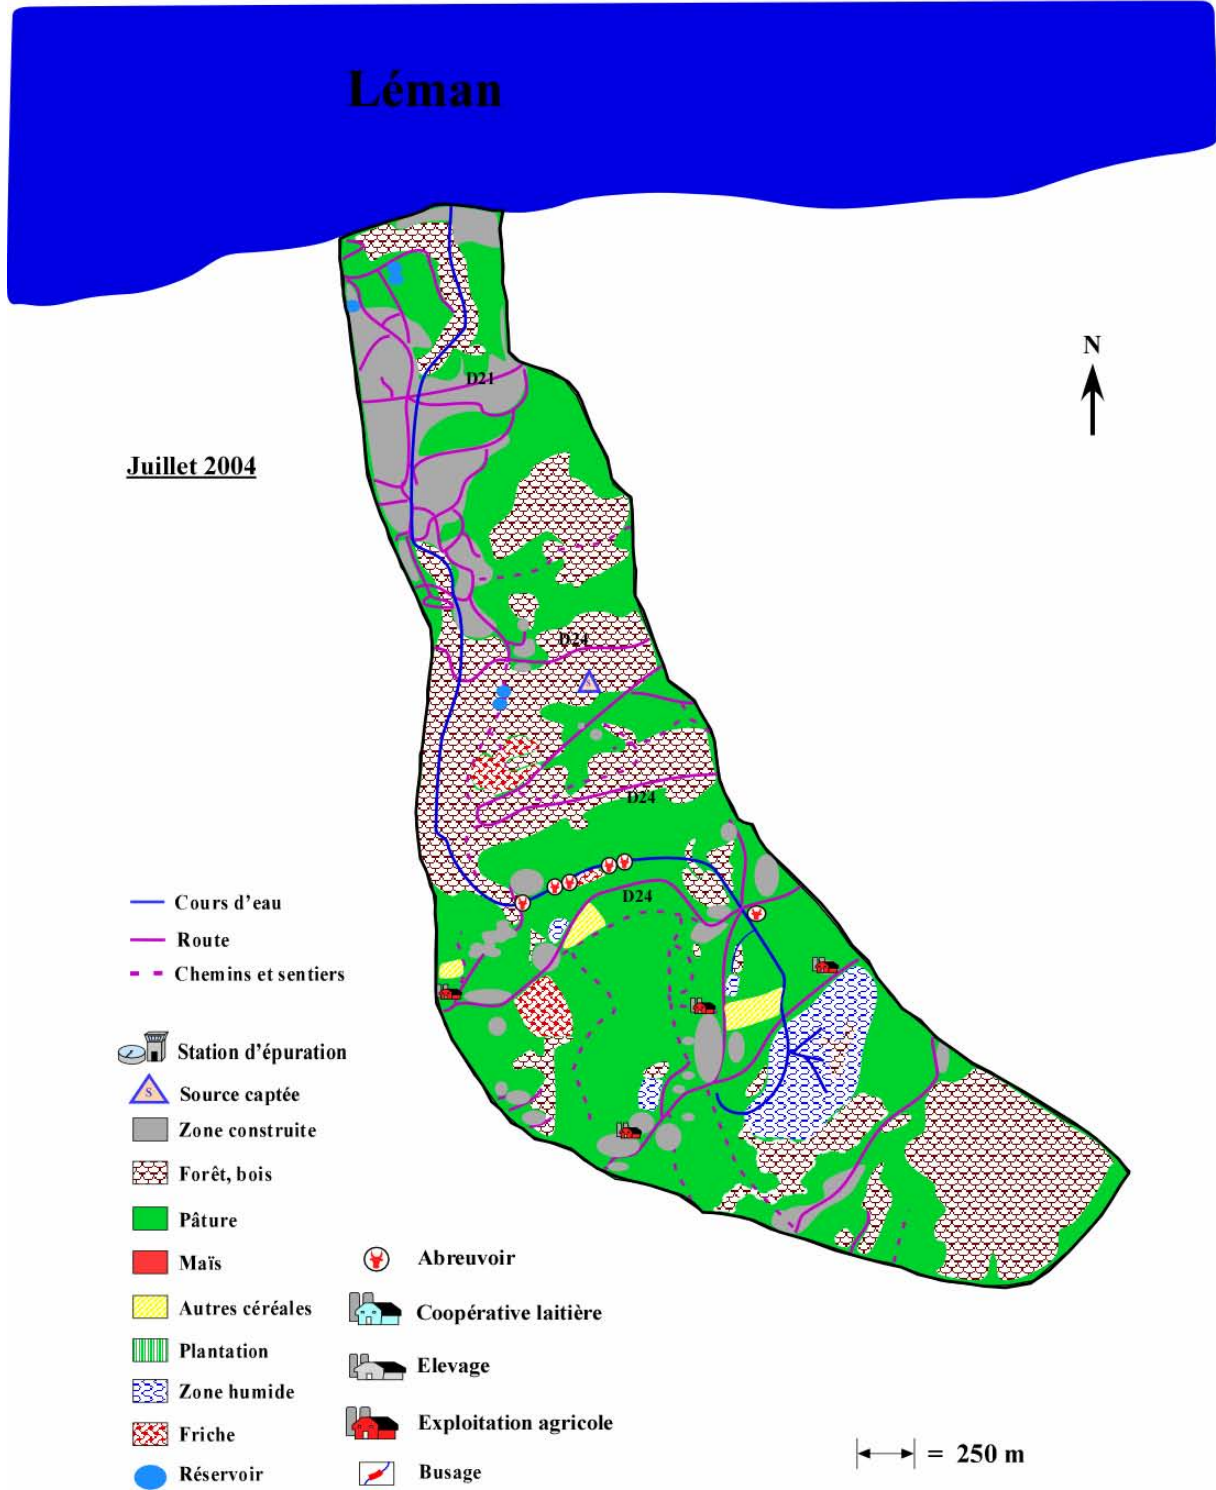 Léman
N
D21
Juillet 2004
D24
S
D24
D24
Cours d'eau
Route
Chemins et sentiers
Station d'épuration
S Source captée
Zone construite
Forêt, bois
Pâture
Maïs
Autres céréales
Plantation
Zone humide
Friche
Réservoir
Abreuvoir
Coopérative laitière
Elevage
Exploitation agricole
Busage
= 250 m